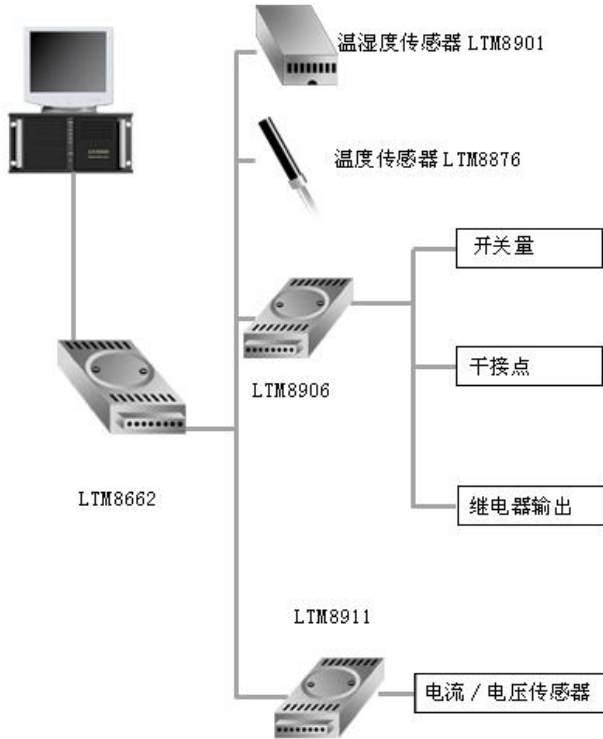 温湿度传感器 LTM8901
温度传感器 LTM8876
开关量
LTM8906
干接点
LTM8662
继电器输出
LTM8911
电流 / 电压传感器